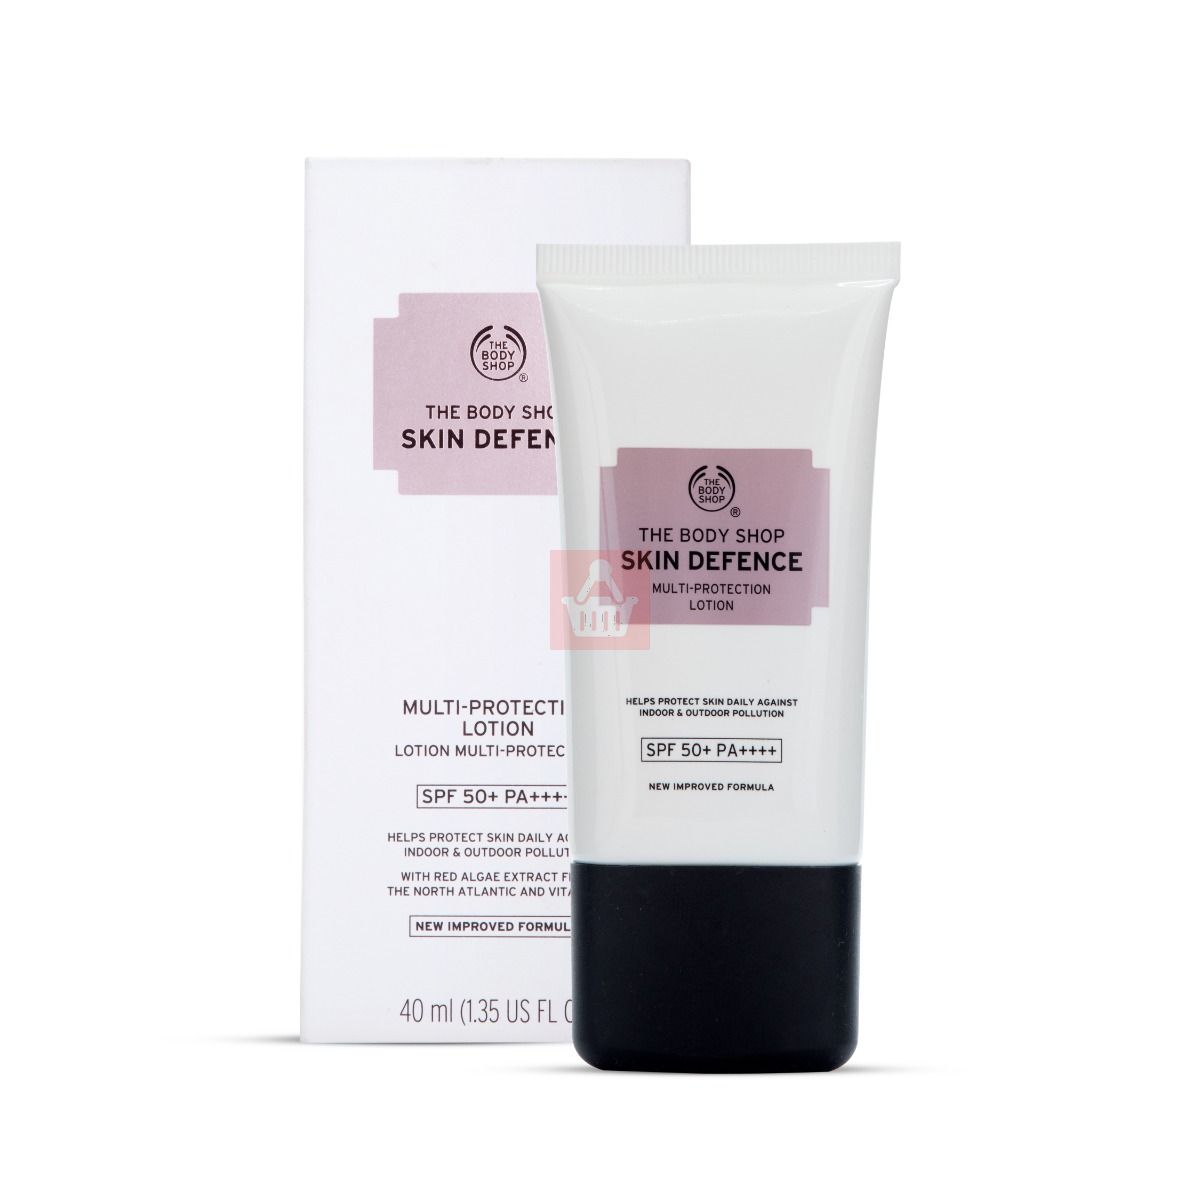 THE
BODY
SHOP
®
THE BODY SHO
SKIN DEFEN
MULTI-PROTECTI
LOTION
LOTION MULTI-PROTEC
SPF 50+ PA++++
HELPS PROTECT SKIN DAILY AG
INDOOR & OUTDOOR POLLUT
WITH RED ALGAE EXTRACT F
THE NORTH ATLANTIC AND VITA
NEW IMPROVED FORMUL
40 ml (1.35 US FL O
THE
BODY
SHOP
®
THE BODY SHOP
SKIN DEFENCE
MULTI-PROTECTION
LOTION
HELPS PROTECT SKIN DAILY AGAINST
INDOOR & OUTDOOR POLLUTION
SPF 50+ PA++++
NEW IMPROVED FORMULA